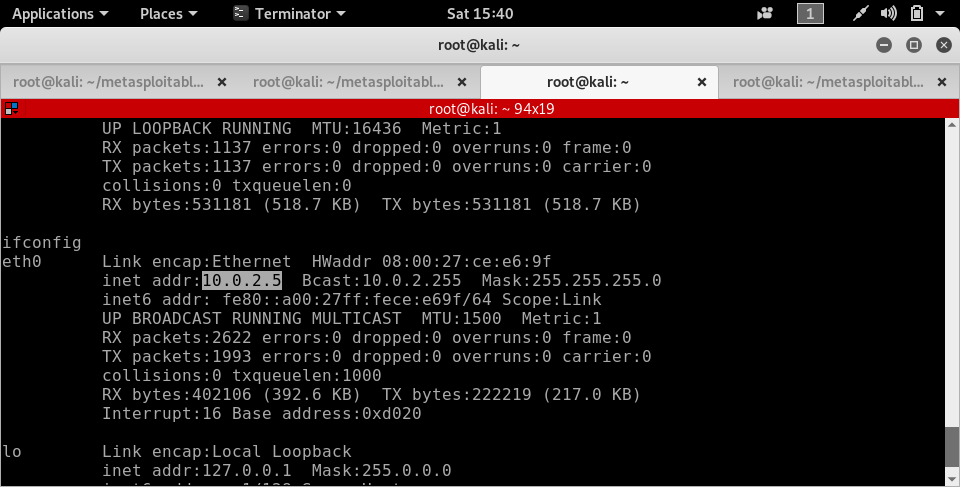 Applications Places Terminator Sat 15:40 1
root@kali: ~
root@kali: ~/metasploitabl... root@kali: ~/metasploitabl... root@kali: ~ root@kali: ~/metasploitabl...
root@kali: ~ 94x19
UP LOOPBACK RUNNING  MTU:16436  Metric:1
RX packets:1137 errors:0 dropped:0 overruns:0 frame:0
TX packets:1137 errors:0 dropped:0 overruns:0 carrier:0
collisions:0 txqueuelen:0
RX bytes:531181 (518.7 KB)  TX bytes:531181 (518.7 KB)
ifconfig
eth0      Link encap:Ethernet  HWaddr 08:00:27:ce:e6:9f
inet addr:10.0.2.5  Bcast:10.0.2.255  Mask:255.255.255.0
inet6 addr: fe80::a00:27ff:fece:e69f/64 Scope:Link
UP BROADCAST RUNNING MULTICAST  MTU:1500  Metric:1
RX packets:2622 errors:0 dropped:0 overruns:0 frame:0
TX packets:1993 errors:0 dropped:0 overruns:0 carrier:0
collisions:0 txqueuelen:1000
RX bytes:402106 (392.6 KB)  TX bytes:222219 (217.0 KB)
Interrupt:16 Base address:0xd020
lo        Link encap:Local Loopback
inet addr:127.0.0.1  Mask:255.0.0.0